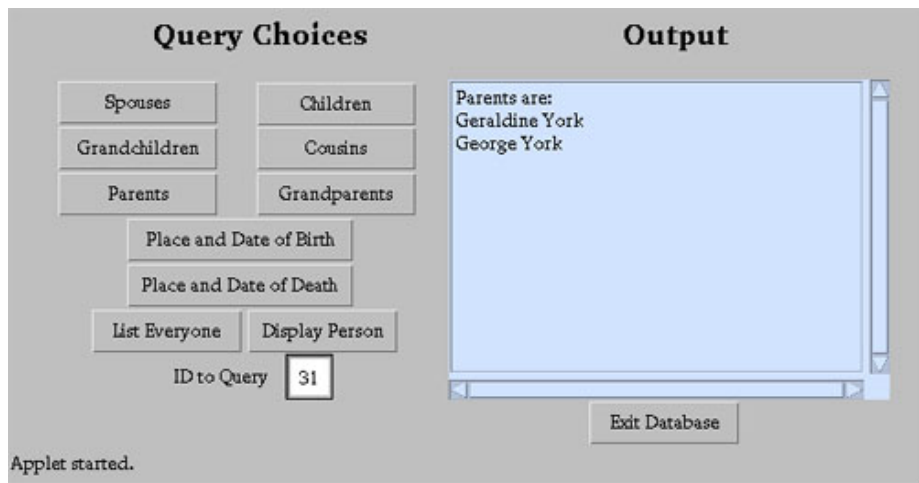 Query Choices
Output
Spouses
Children
Grandchildren
Cousins
Parents
Grandparents
Place and Date of Birth
Place and Date of Death
List Everyone
Display Person
ID to Query
31
Parents are:
Geraldine York
George York
Exit Database
Applet started.